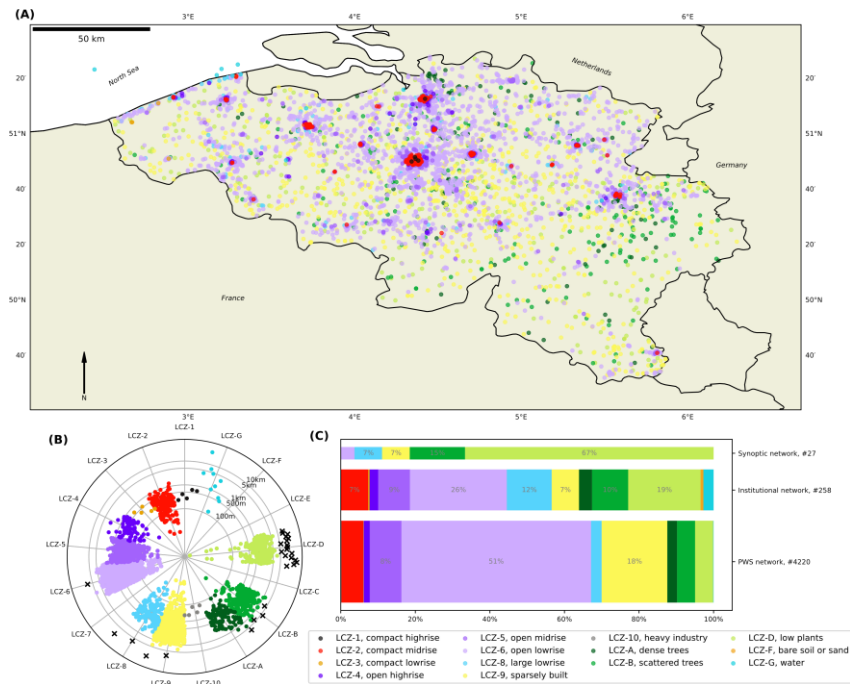 (A)
3°E
4°E
5°E
6°E
50 km
North Sea
Netherlands
20′
20′
51°N
51°N
Germany
40′
40′
20′
20′
50°N
50°N
France
40′
40′
N
3°E
4°E
5°E
6°E
(B)
LCZ-1
LCZ-2
LCZ-G
LCZ-3
LCZ-F
LCZ-4
LCZ-E
LCZ-5
LCZ-D
LCZ-6
LCZ-C
LCZ-7
LCZ-B
LCZ-8
LCZ-A
LCZ-9
LCZ-10
10km
5km
1km
500m
100m
(C)
7%
7%
67%
Synoptic network, #27
7%
26%
12%
7%
19%
Institutional network, #258
51%
18%
PWS network, #4220
0%
20%
40%
60%
80%
100%
LCZ-1, compact highrise
LCZ-2, compact midrise
LCZ-3, compact lowrise
LCZ-4, open highrise
LCZ-5, open midrise
LCZ-6, open lowrise
LCZ-8, large lowrise
LCZ-9, sparsely built
LCZ-10, heavy industry
LCZ-A, dense trees
LCZ-B, scattered trees
LCZ-D, low plants
LCZ-F, bare soil or sand
LCZ-G, water